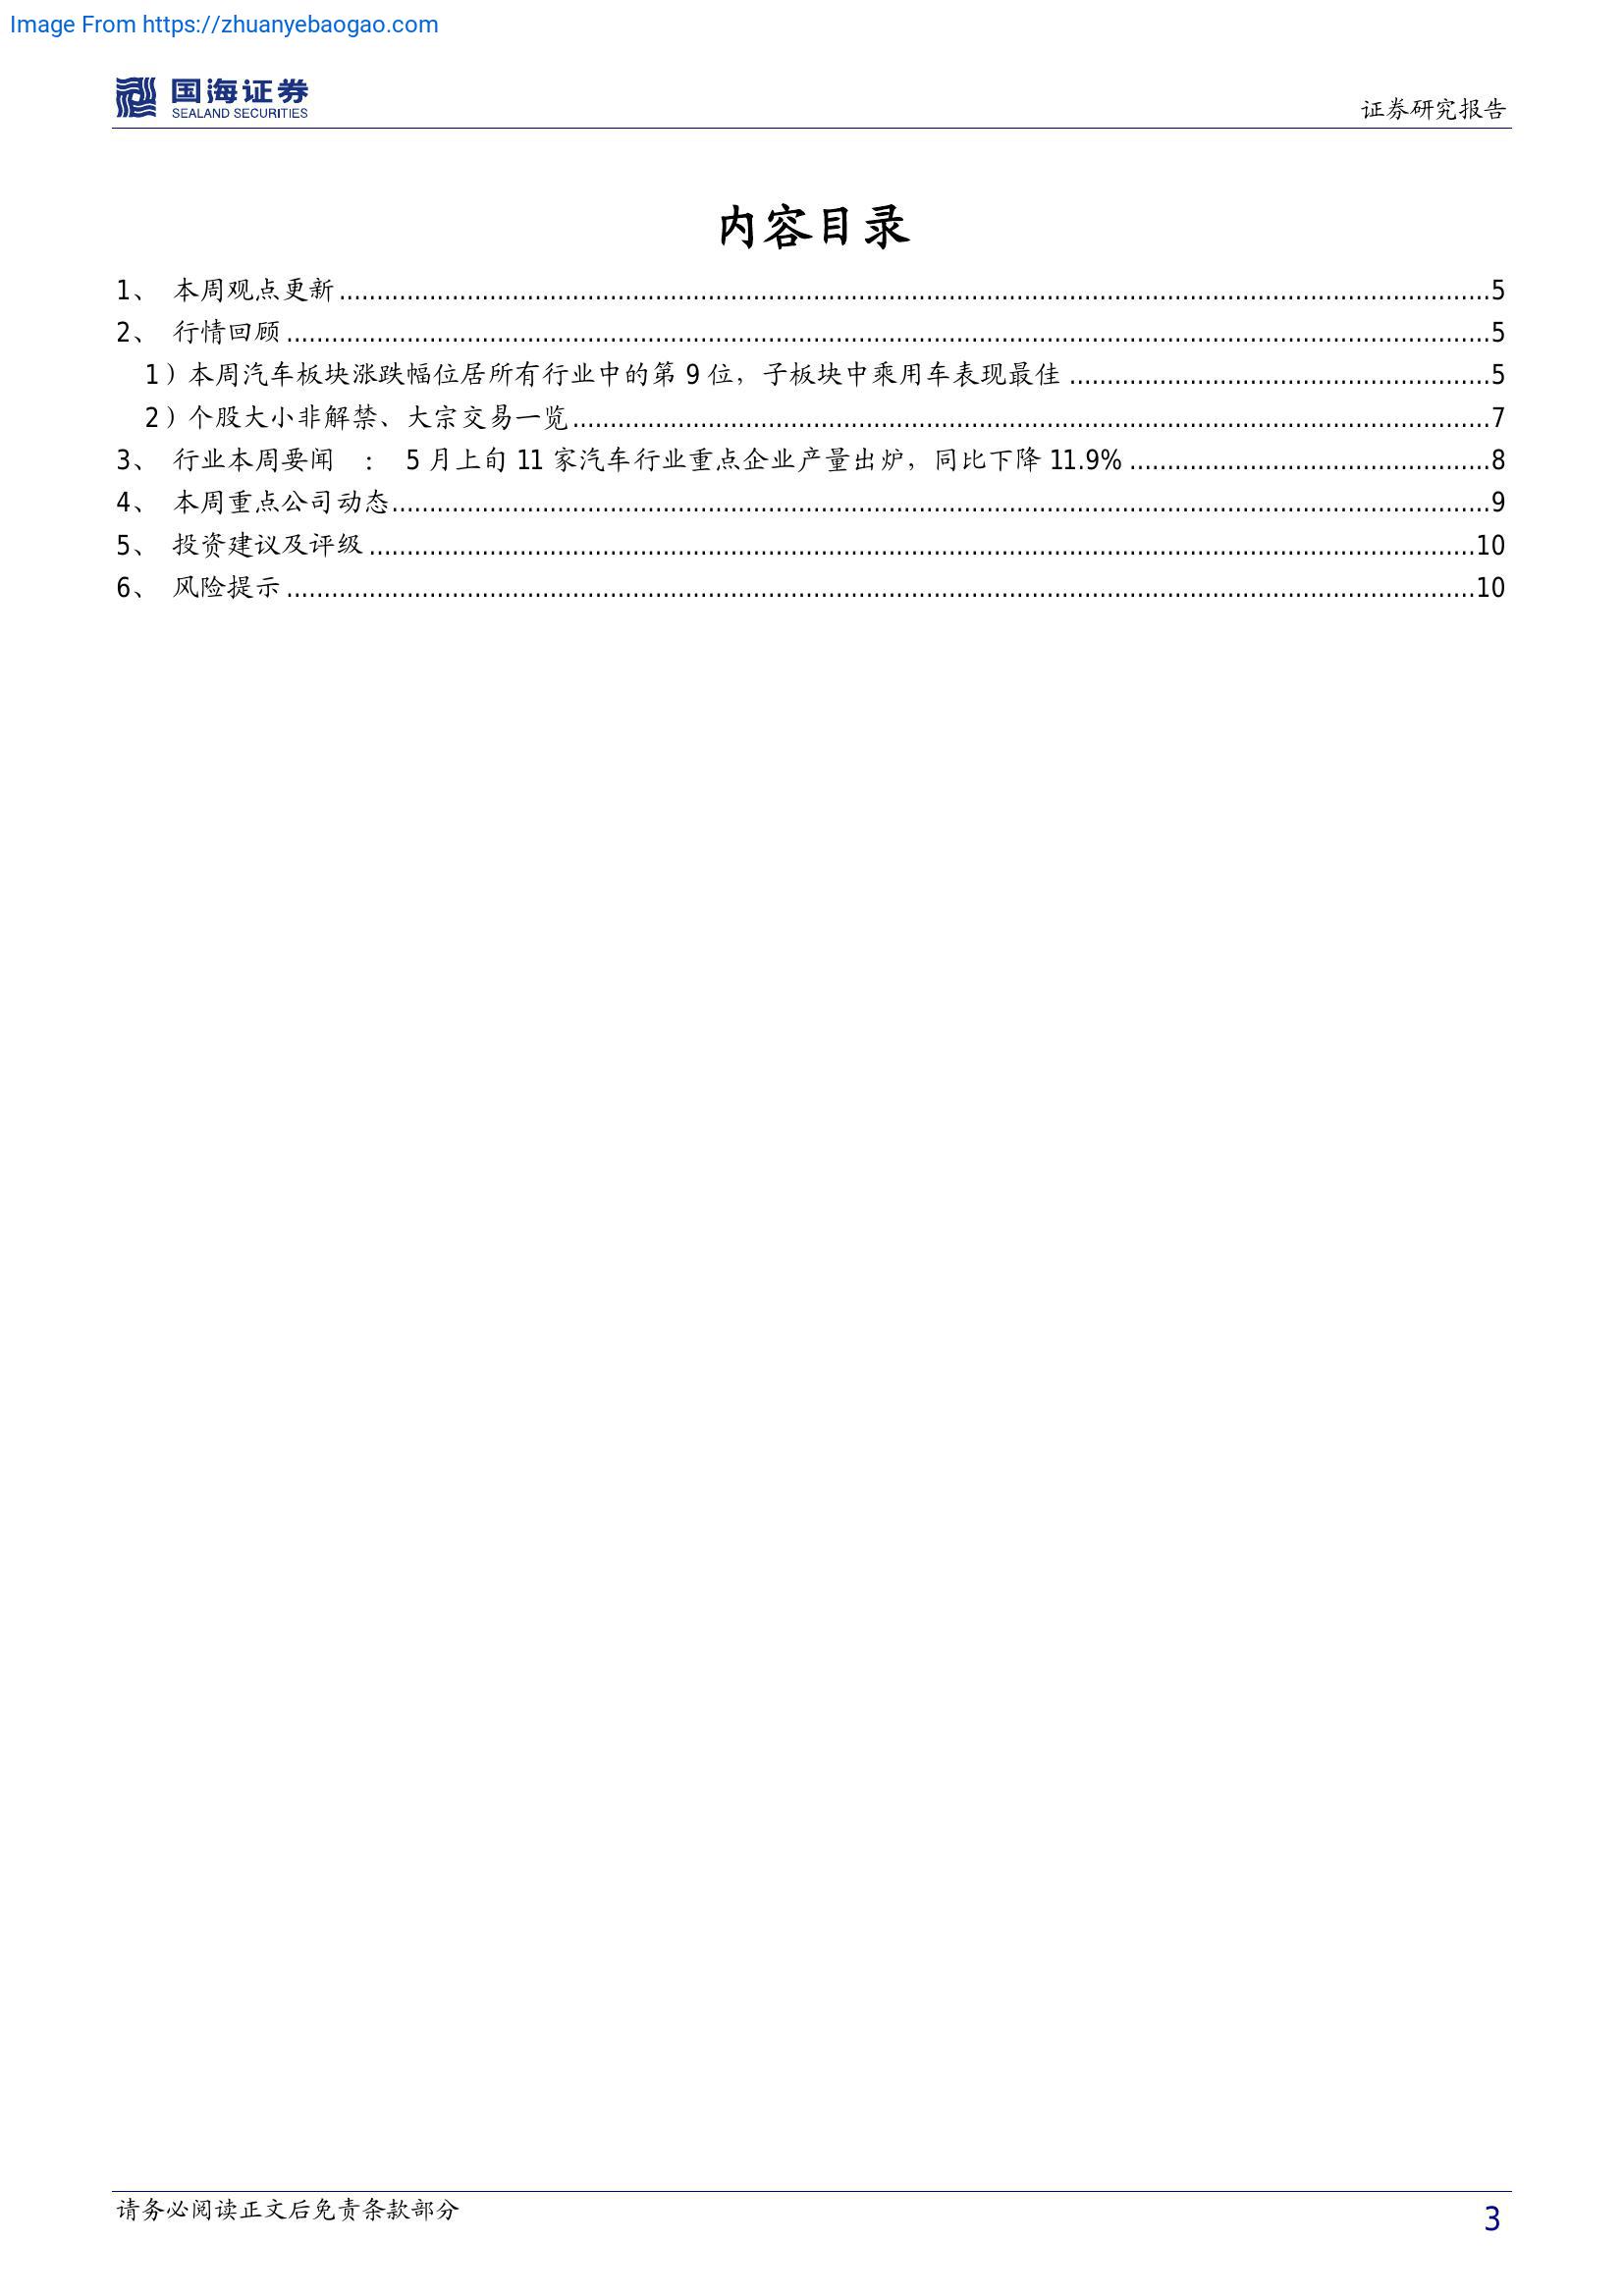 Image From https://zhuanyebaogao.com
国海证券
SEALAND SECURITIES
证券研究报告
内容目录
1、 本周观点更新........................5
2、 行情回顾........................5
1）本周汽车板块涨跌幅位居所有行业中的第 9 位，子板块中乘用车表现最佳........................5
2）个股大小非解禁、大宗交易一览........................7
3、 行业本周要闻 ： 5 月上旬 11 家汽车行业重点企业产量出炉，同比下降 11.9%........................8
4、 本周重点公司动态........................9
5、 投资建议及评级........................10
6、 风险提示........................10
请务必阅读正文后免责条款部分
3